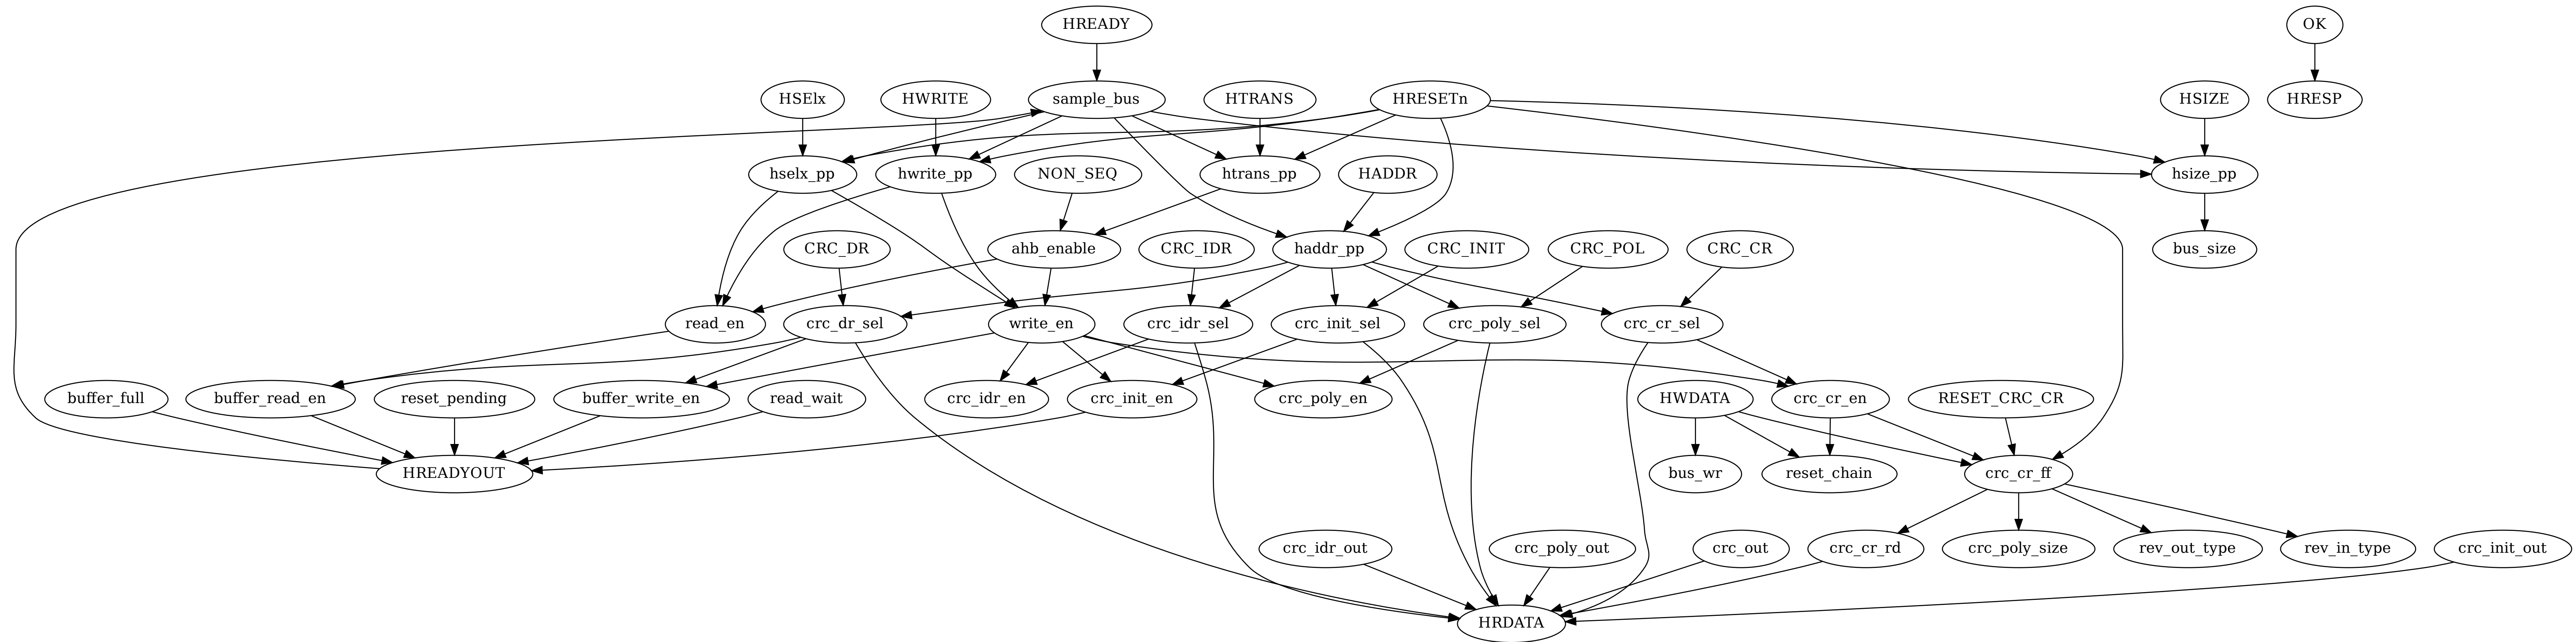 HREADY
OK
HSElx
HWRITE
sample_bus
HTRANS
HRESETn
HSIZE
HRESP
hselx_pp
hwrite_pp
NON_SEQ
htrans_pp
HADDR
hsize_pp
CRC_DR
ahb_enable
CRC_IDR
haddr_pp
CRC_INIT
CRC_POL
CRC_CR
bus_size
read_en
crc_dr_sel
write_en
crc_idr_sel
crc_init_sel
crc_poly_sel
crc_cr_sel
buffer_full
buffer_read_en
reset_pending
buffer_write_en
read_wait
crc_idr_en
crc_init_en
crc_poly_en
HWDATA
crc_cr_en
RESET_CRC_CR
HREADYOUT
bus_wr
reset_chain
crc_cr_ff
crc_idr_out
crc_poly_out
crc_out
crc_cr_rd
crc_poly_size
rev_out_type
rev_in_type
crc_init_out
HRDATA